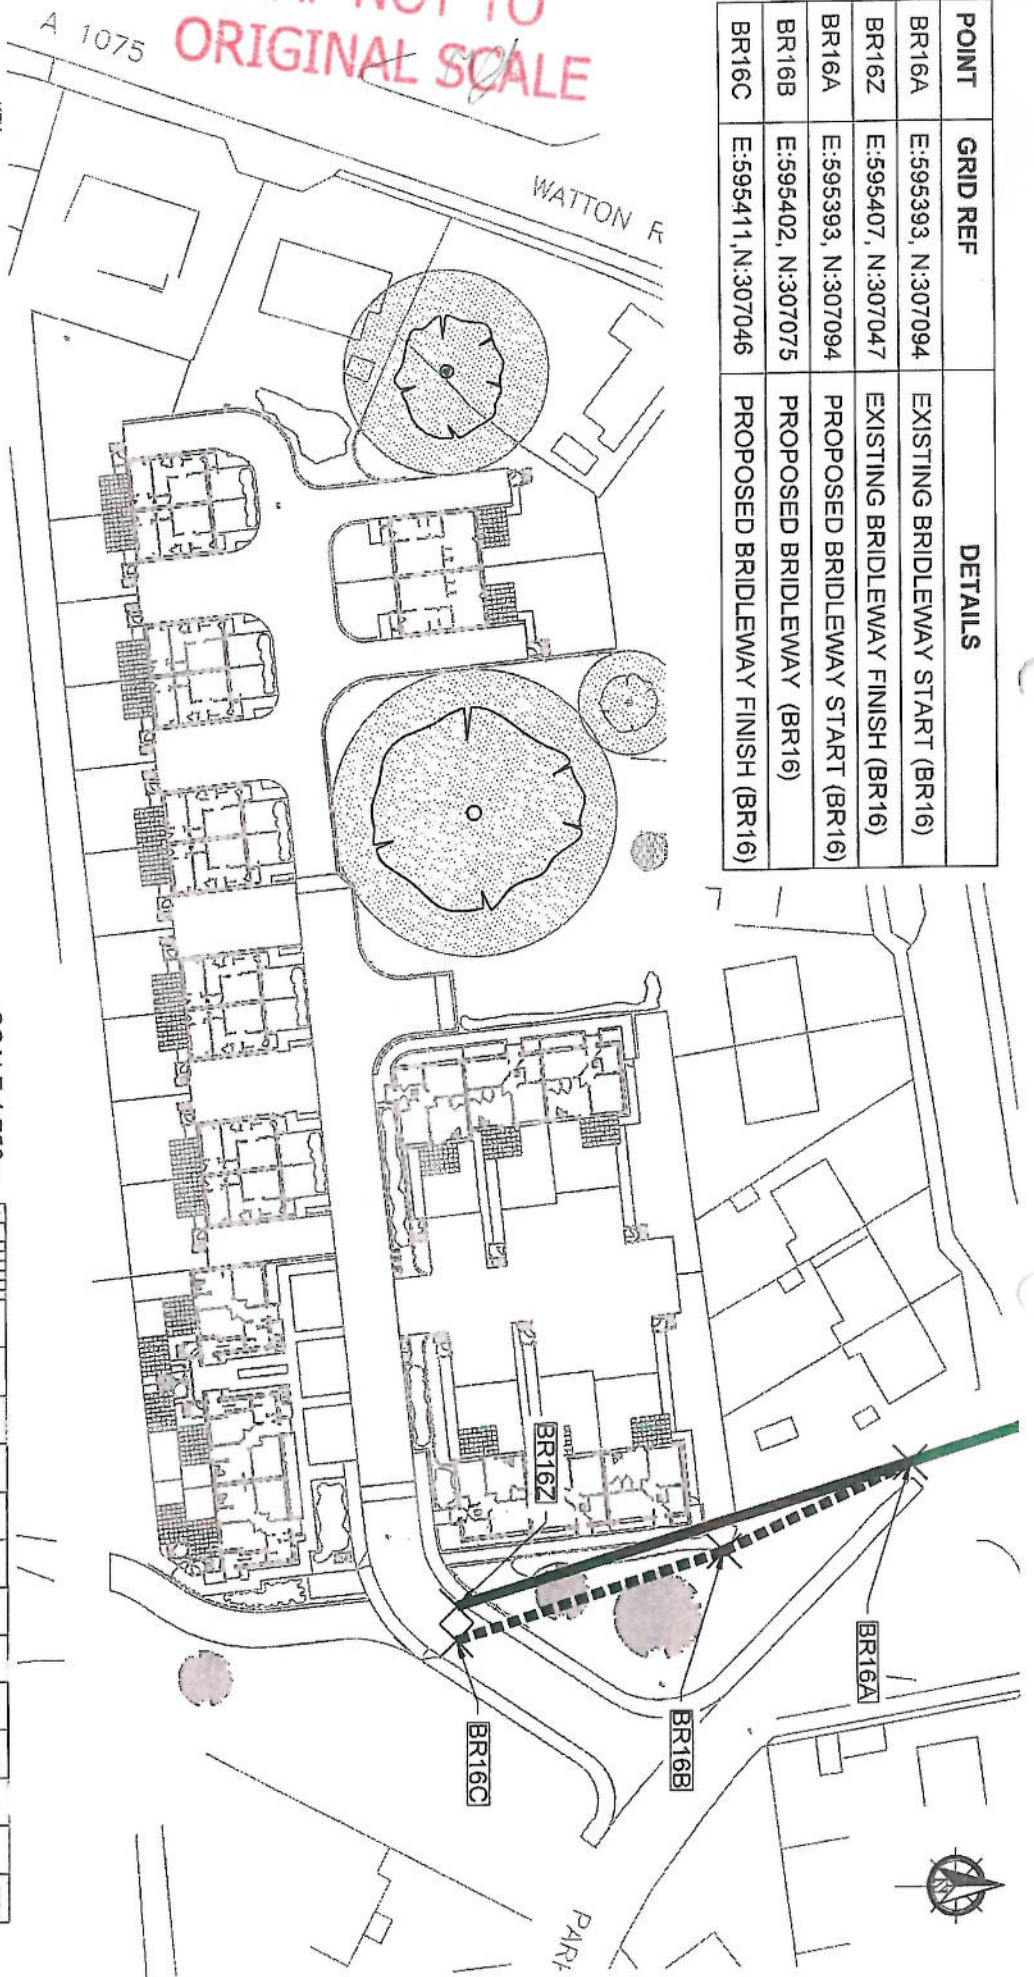 POINT GRID REF DETAILS
BR16A E:595393, N:307094 EXISTING BRIDLEWAY START (BR16)
BR16Z E:595407, N:307047 EXISTING BRIDLEWAY FINISH (BR16)
BR16A E:595393, N:307094 PROPOSED BRIDLEWAY START (BR16)
BR16B E:595402, N:307075 PROPOSED BRIDLEWAY (BR16)
BR16C E:595411,N:307046 PROPOSED BRIDLEWAY FINISH (BR16)
NOT TO
ORIGINAL SCALE
A 1075
WATTON R
BR16Z
BR16A
BR16B
BR16C
N